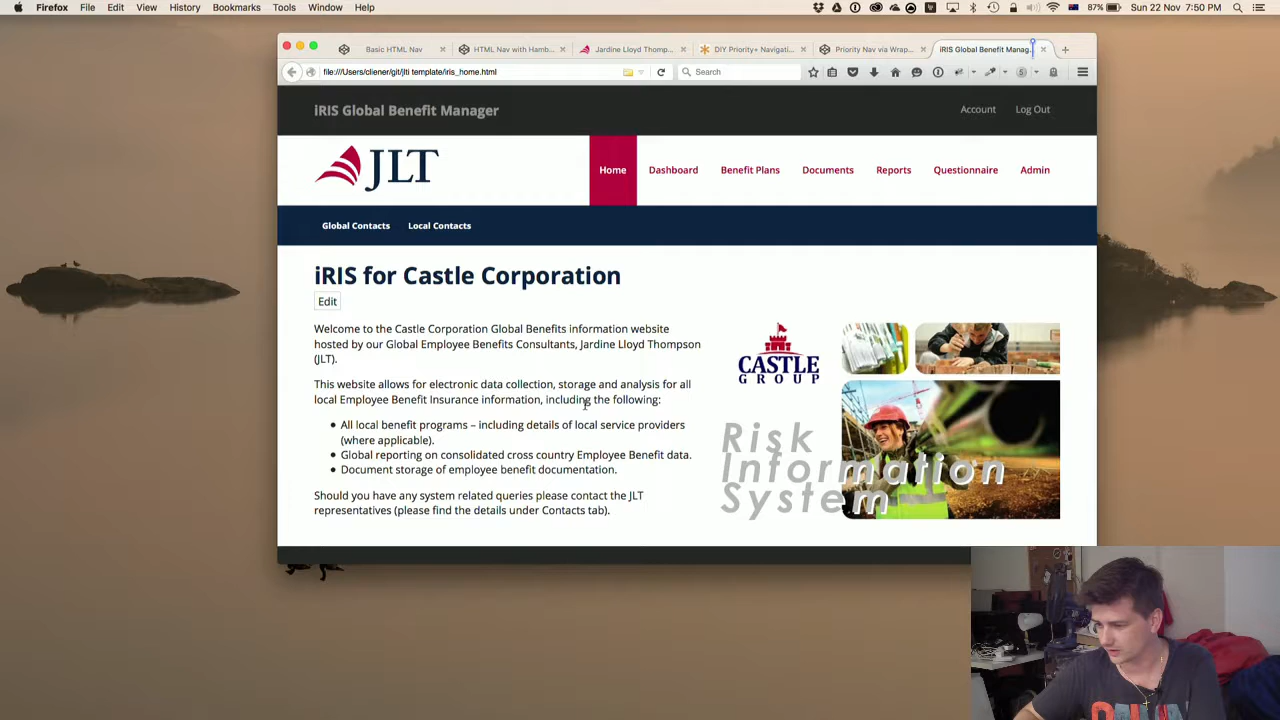 Firefox File Edit View History Bookmarks Tools Window Help
87% Sun 22 Nov 7:50 PM
Basic HTML Nav
HTML Nav with Hamb...
Jardine Lloyd Thomp...
DIY Priority+ Navigati...
Priority Nav via Wrap...
iRIS Global Benefit Manag...
file:///Users/cliener/git/jlti template/iris_home.html
Search
iRIS Global Benefit Manager
Account Log Out
JLT
Home Dashboard Benefit Plans Documents Reports Questionnaire Admin
Global Contacts Local Contacts
iRIS for Castle Corporation
Edit
Welcome to the Castle Corporation Global Benefits information website
hosted by our Global Employee Benefits Consultants, Jardine Lloyd Thompson
(JLT).
This website allows for electronic data collection, storage and analysis for all
local Employee Benefit Insurance information, including the following:
All local benefit programs – including details of local service providers
(where applicable).
Global reporting on consolidated cross country Employee Benefit data.
Document storage of employee benefit documentation.
Should you have any system related queries please contact the JLT
representatives (please find the details under Contacts tab).
CASTLE
GROUP
Risk
Information
System